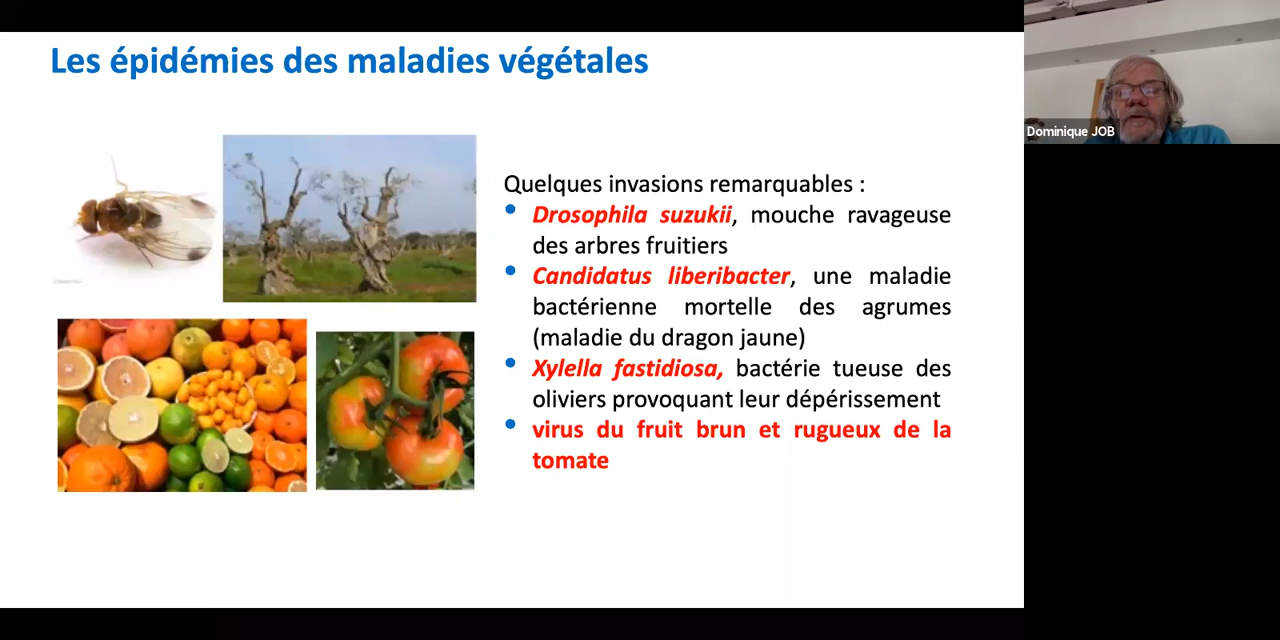 Les épidémies des maladies végétales
Dominique JOB
Quelques invasions remarquables :
• Drosophila suzukii, mouche ravageuse
des arbres fruitiers
• Candidatus liberibacter, une maladie
bactérienne mortelle des agrumes
(maladie du dragon jaune)
• Xylella fastidiosa, bactérie tueuse des
oliviers provoquant leur dépérissement
• virus du fruit brun et rugueux de la
tomate